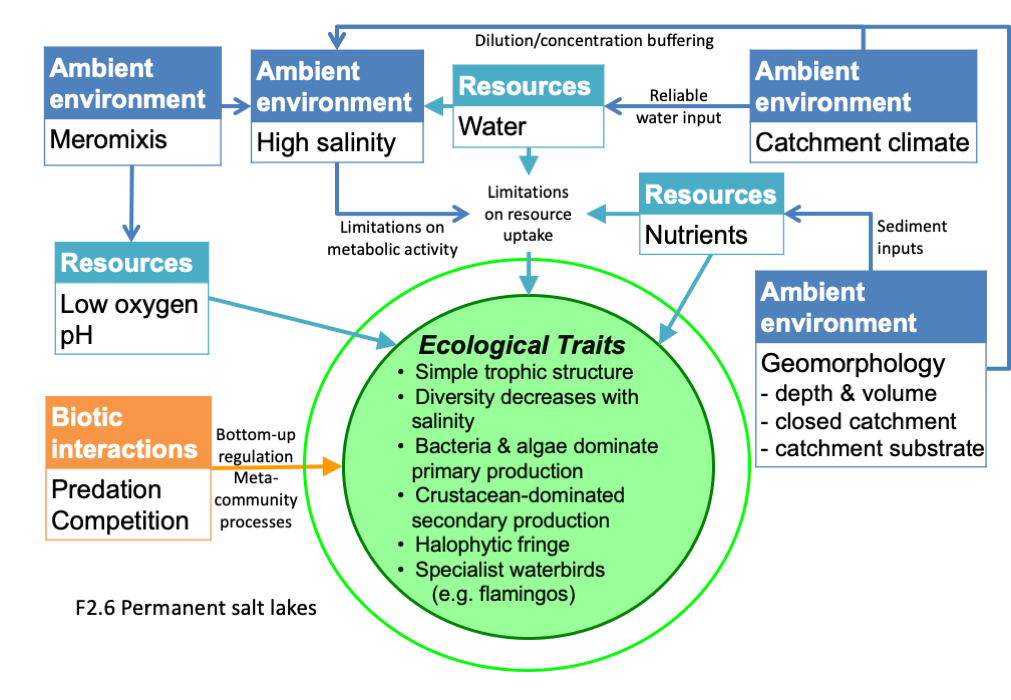 Dilution/concentration buffering
Ambient
environment
Meromixis
Ambient
environment
High salinity
Resources
Water
Reliable
water input
Ambient
environment
Catchment climate
Limitations
on resource
uptake
Limitations on
metabolic activity
Resources
Nutrients
Sediment
inputs
Resources
Low oxygen
pH
Ambient
environment
Geomorphology
- depth & volume
- closed catchment
- catchment substrate
Biotic
interactions
Predation
Competition
Bottom-up
regulation
Meta-
community
processes
Ecological Traits
• Simple trophic structure
• Diversity decreases with
salinity
• Bacteria & algae dominate
primary production
• Crustacean-dominated
secondary production
• Halophytic fringe
• Specialist waterbirds
(e.g. flamingos)
F2.6 Permanent salt lakes